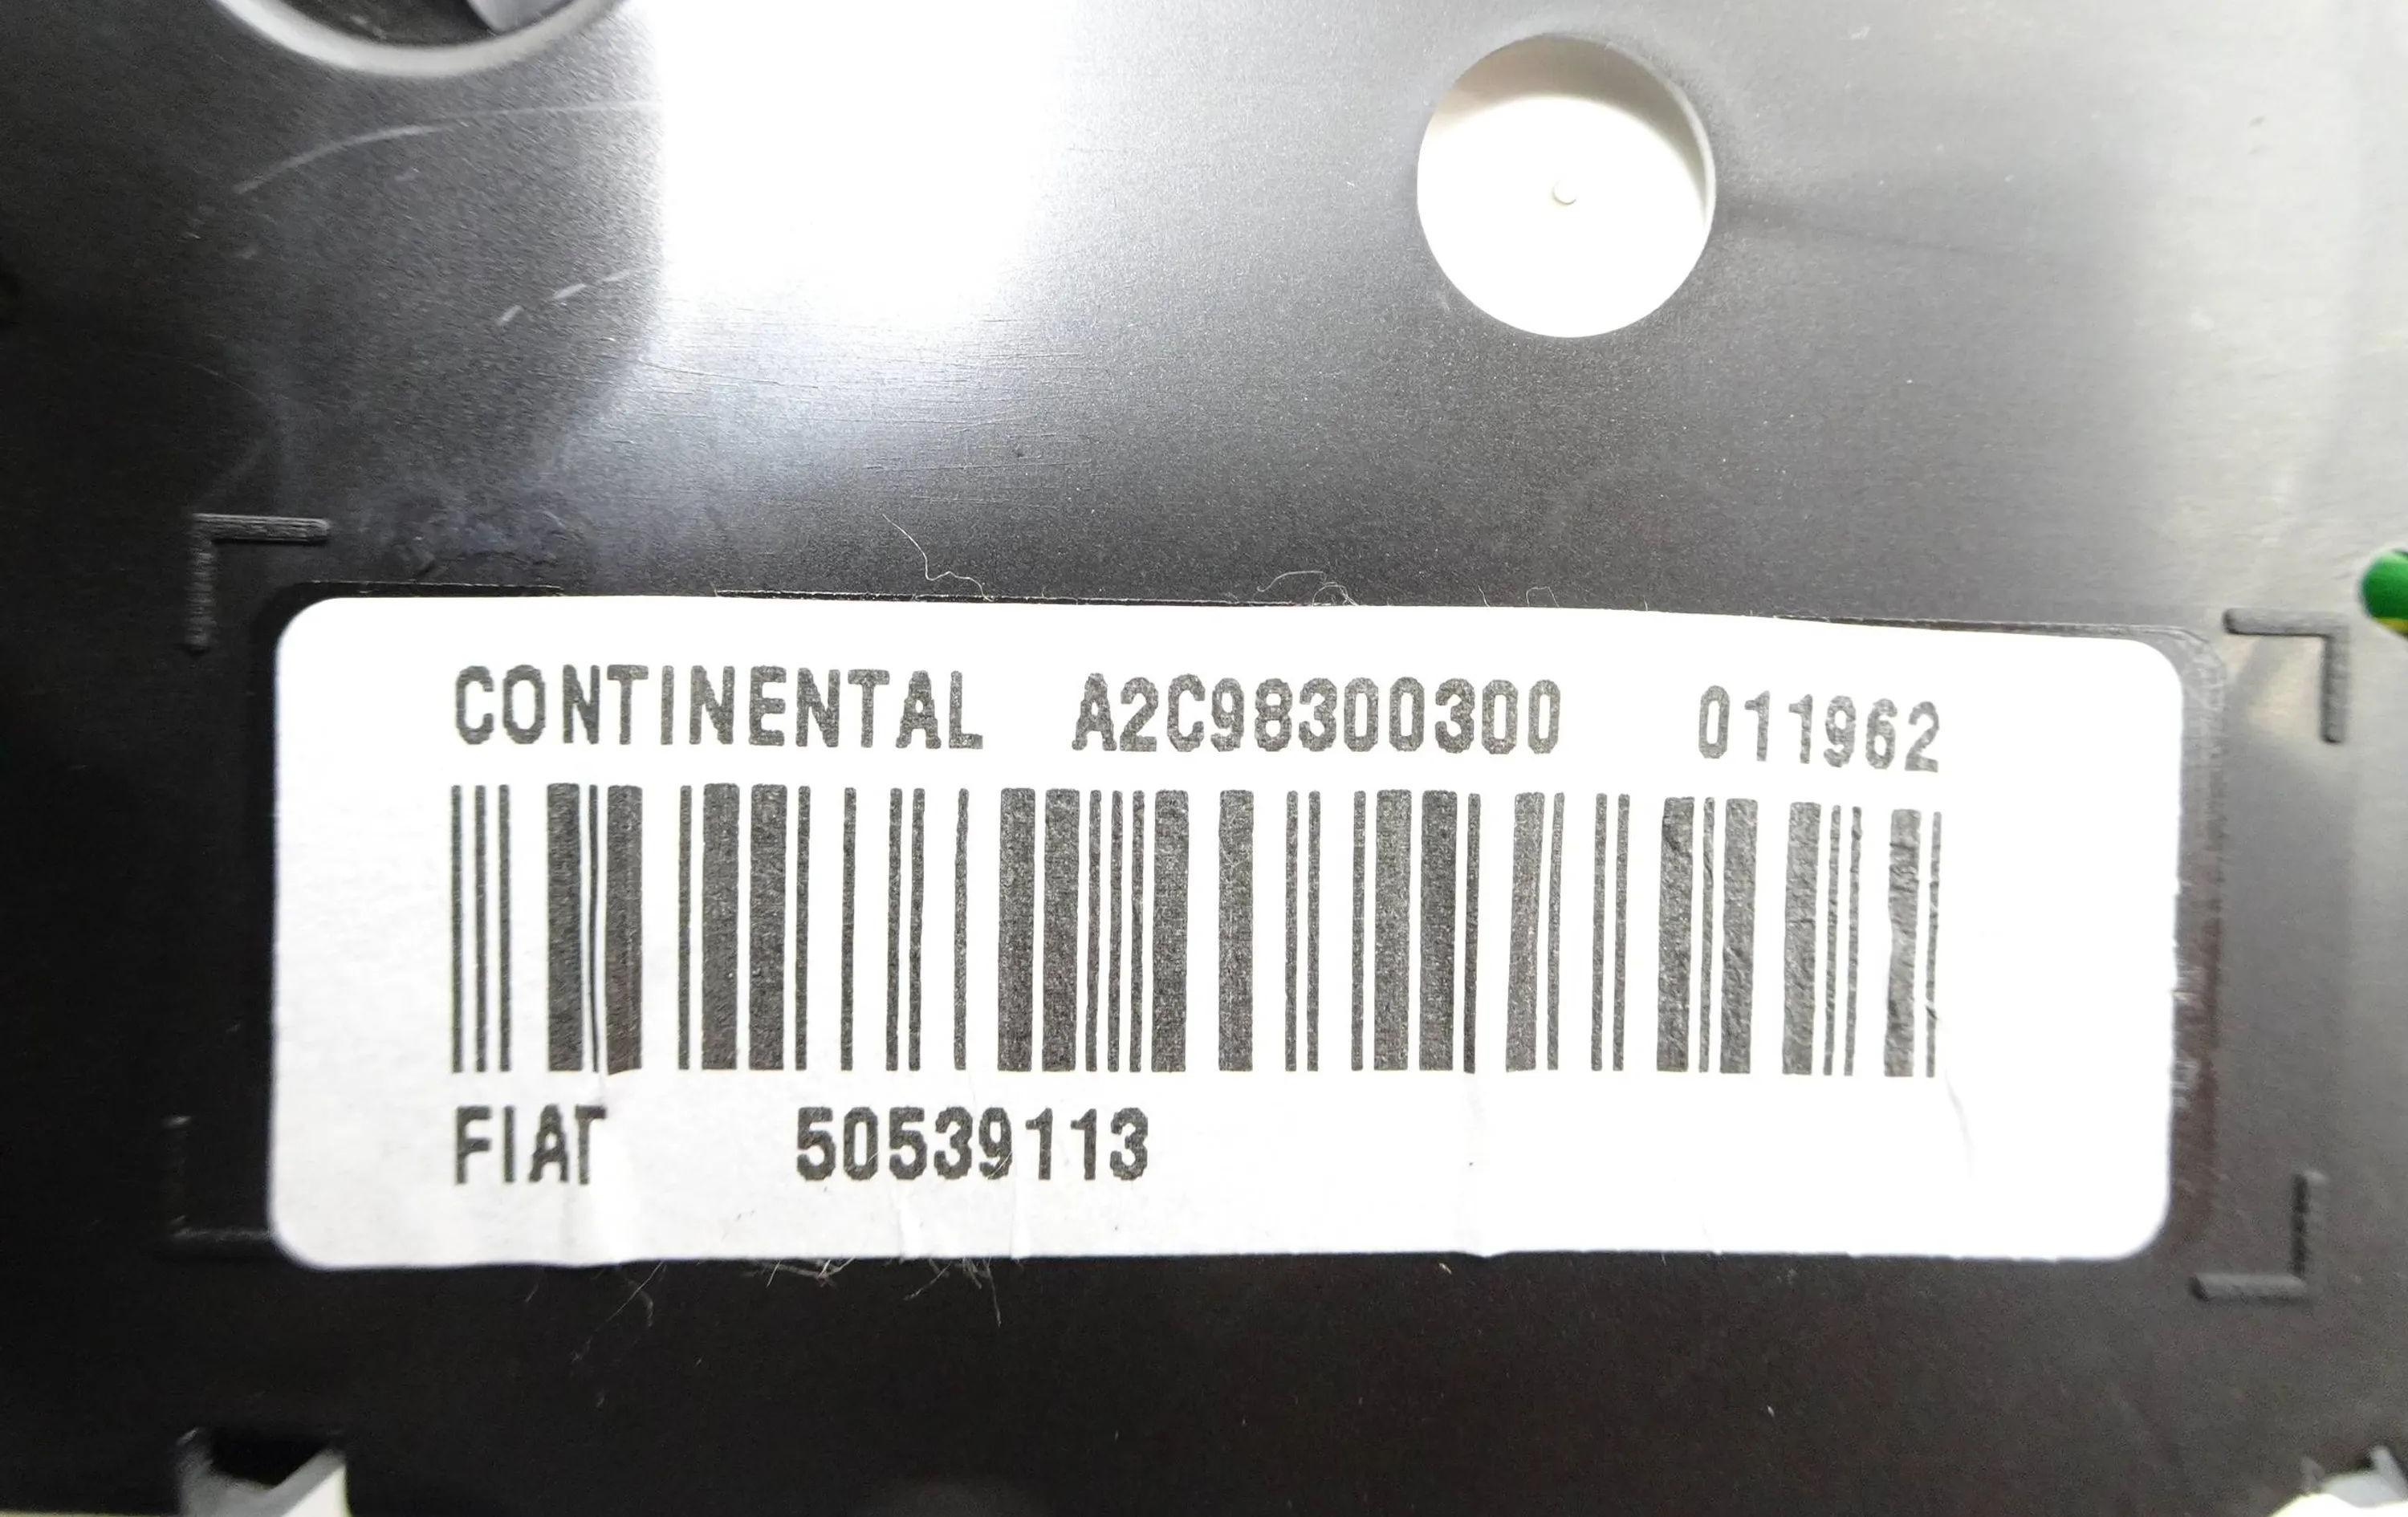 CONTINENTAL A2C98300300 011962
FIAT 50539113